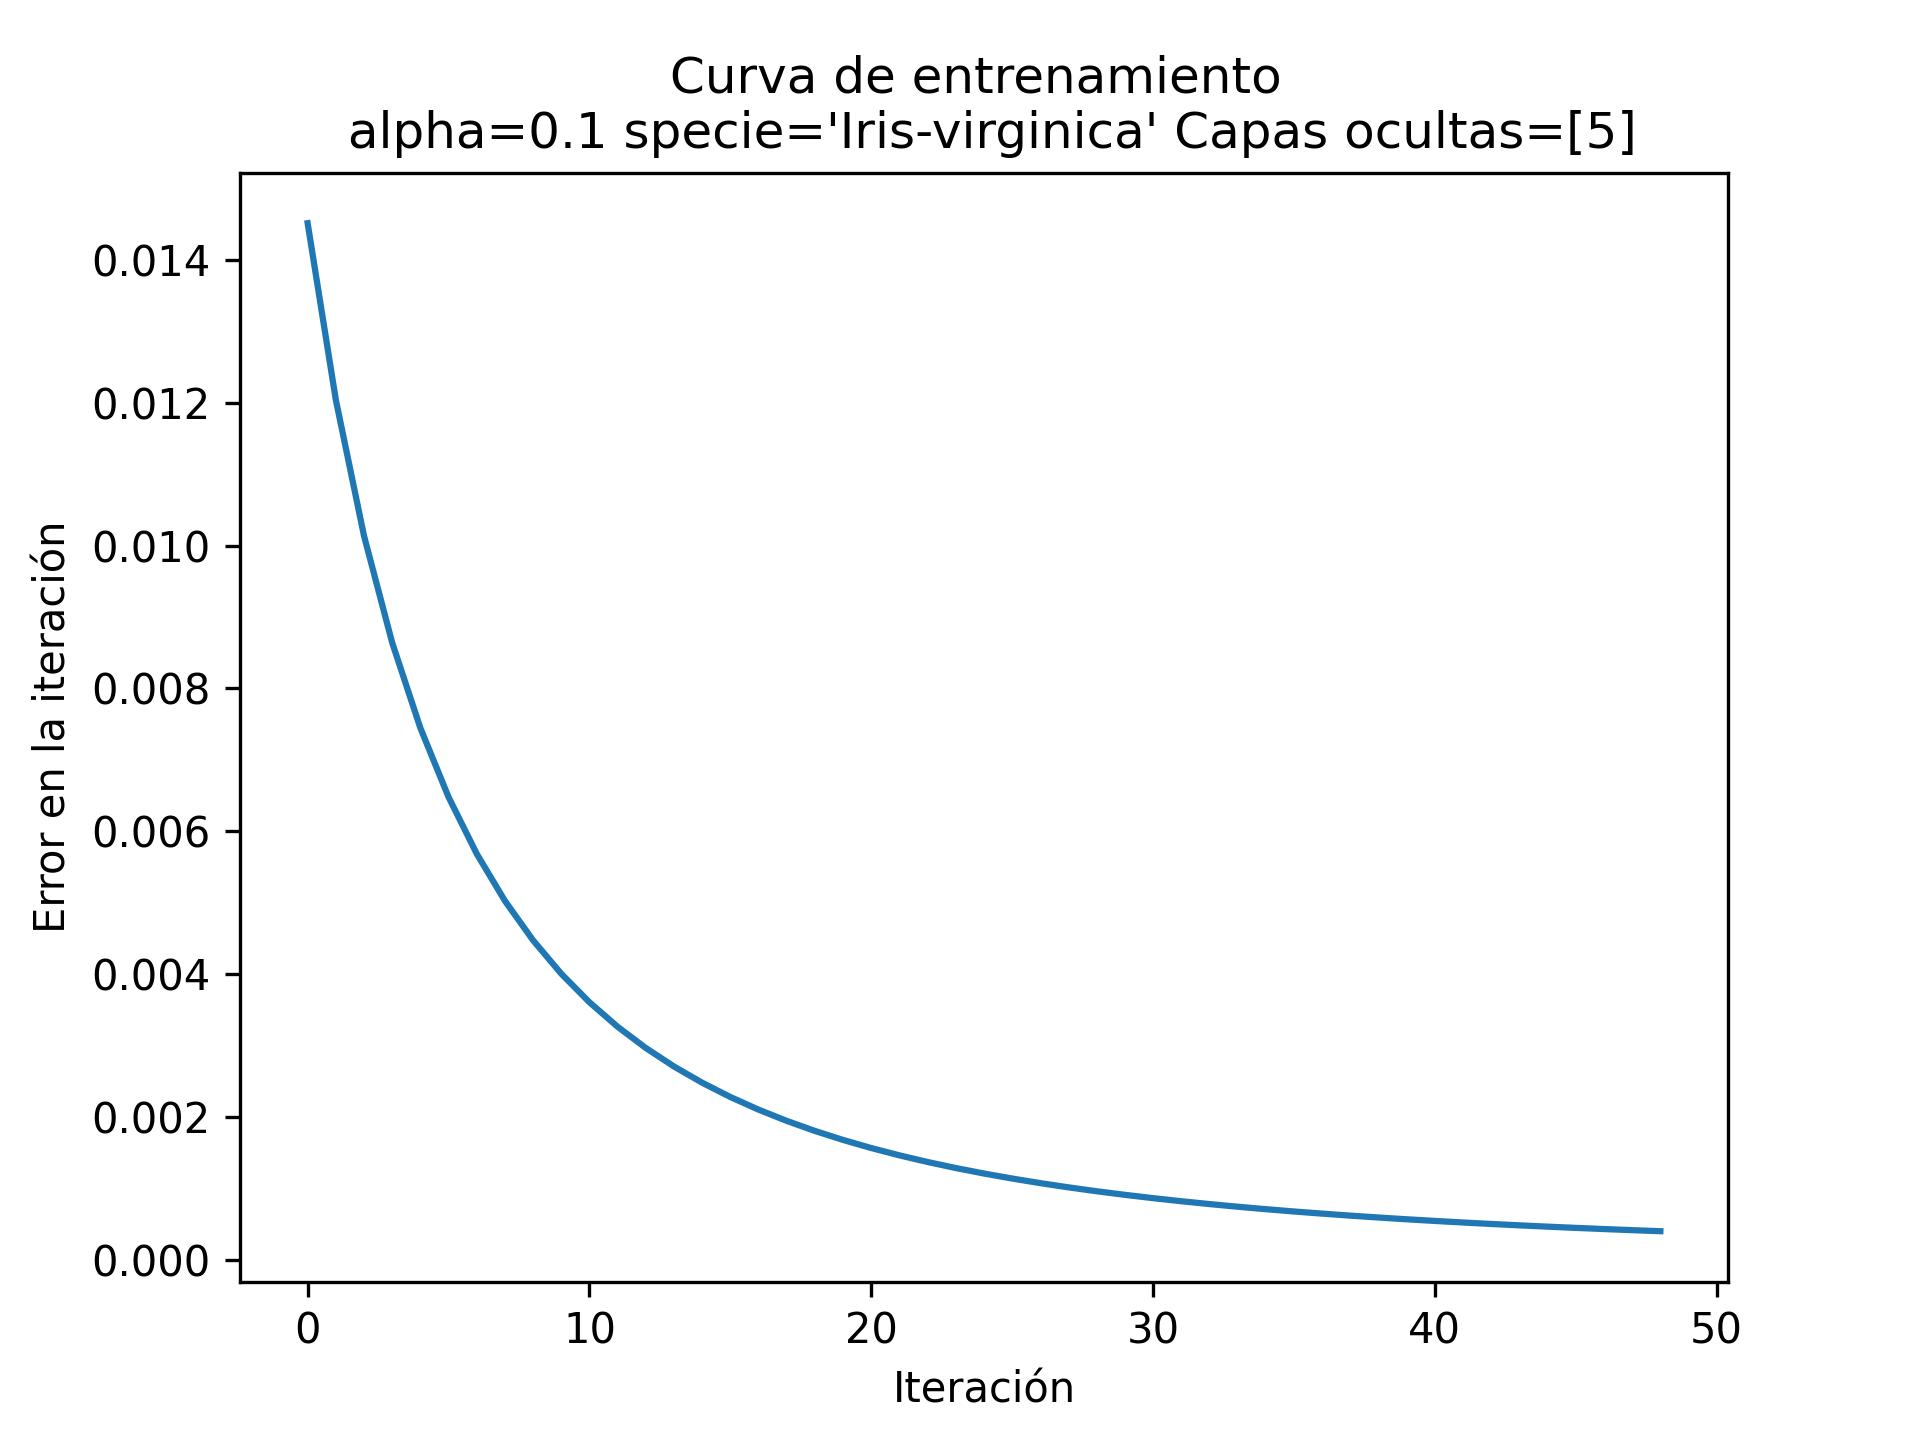 Curva de entrenamiento
alpha=0.1 specie='Iris-virginica' Capas ocultas=[5]
Error en la iteración
0.014
0.012
0.010
0.008
0.006
0.004
0.002
0.000
0 10 20 30 40 50
Iteración